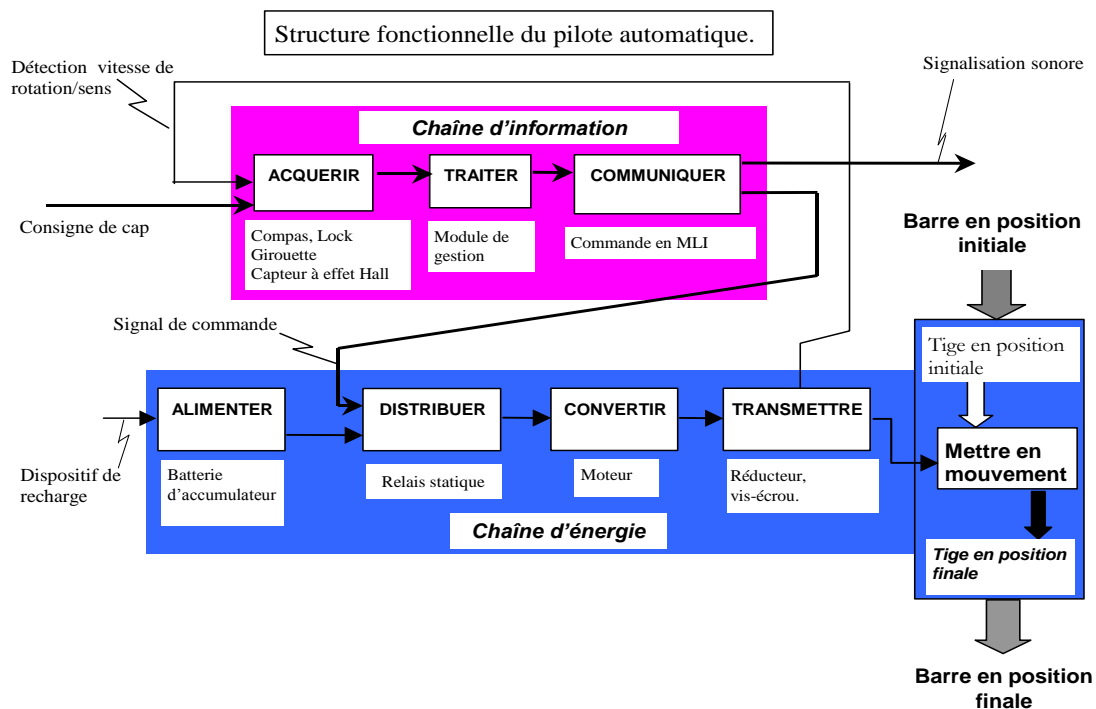 Structure fonctionnelle du pilote automatique.
Détection vitesse de
rotation/sens
Signalisation sonore
Chaîne d'information
ACQUERIR
TRAITER
COMMUNIQUER
Consigne de cap
Compas, Lock
Girouette
Capteur à effet Hall
Module de
gestion
Commande en MLI
Barre en position
initiale
Signal de commande
Tige en position
initiale
ALIMENTER
DISTRIBUER
CONVERTIR
TRANSMETTRE
Mettre en
mouvement
Dispositif de
recharge
Batterie
d'accumulateur
Relais statique
Moteur
Réducteur,
vis-écrou.
Chaîne d'énergie
Tige en position
finale
Barre en position
finale